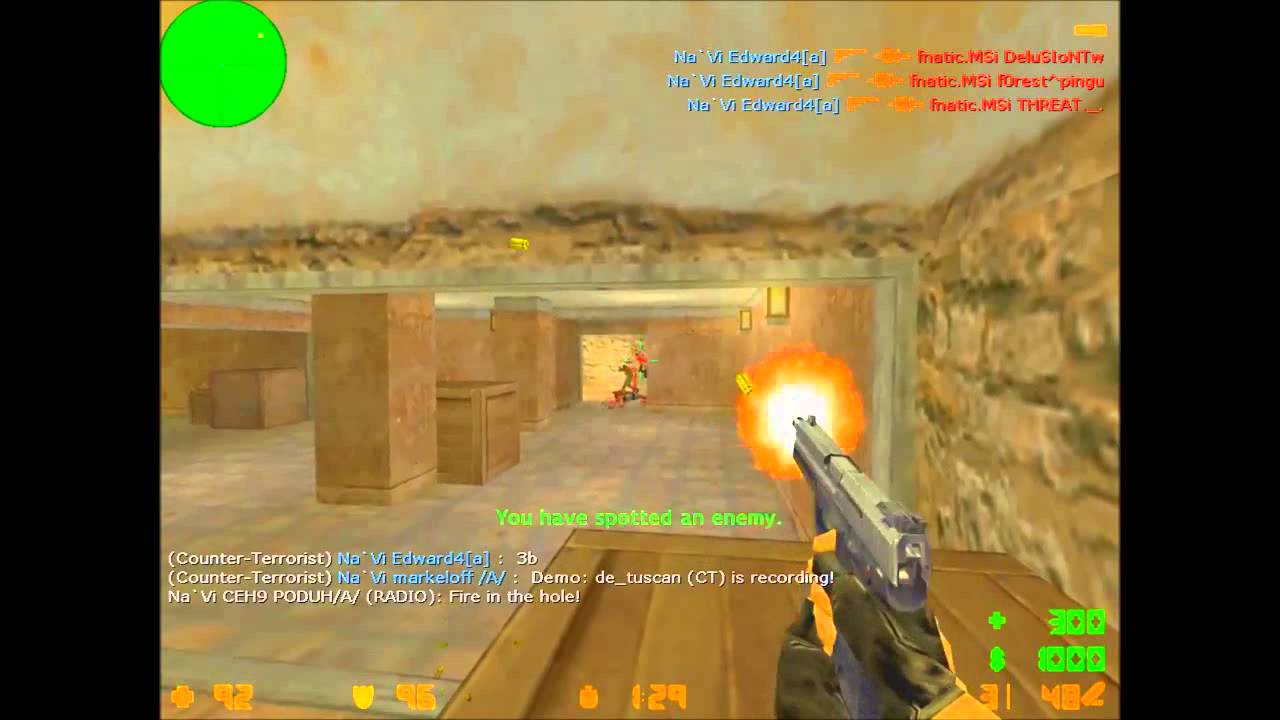 Na`Vi Edward4[a] fnatic.MSi DeluSIoNTw
Na`Vi Edward4[a] fnatic.MSi f0rest^pingu
Na`Vi Edward4[a] fnatic.MSi THREAT._.
You have spotted an enemy.
(Counter-Terrorist) Na`Vi Edward4[a] : 3b
(Counter-Terrorist) Na`Vi markeloff /A/ : Demo: de_tuscan (CT) is recording!
Na`Vi CEH9 PODUH/A/ (RADIO): Fire in the hole!
+ 300
$ 1000
92 96 1:29 31 | 48